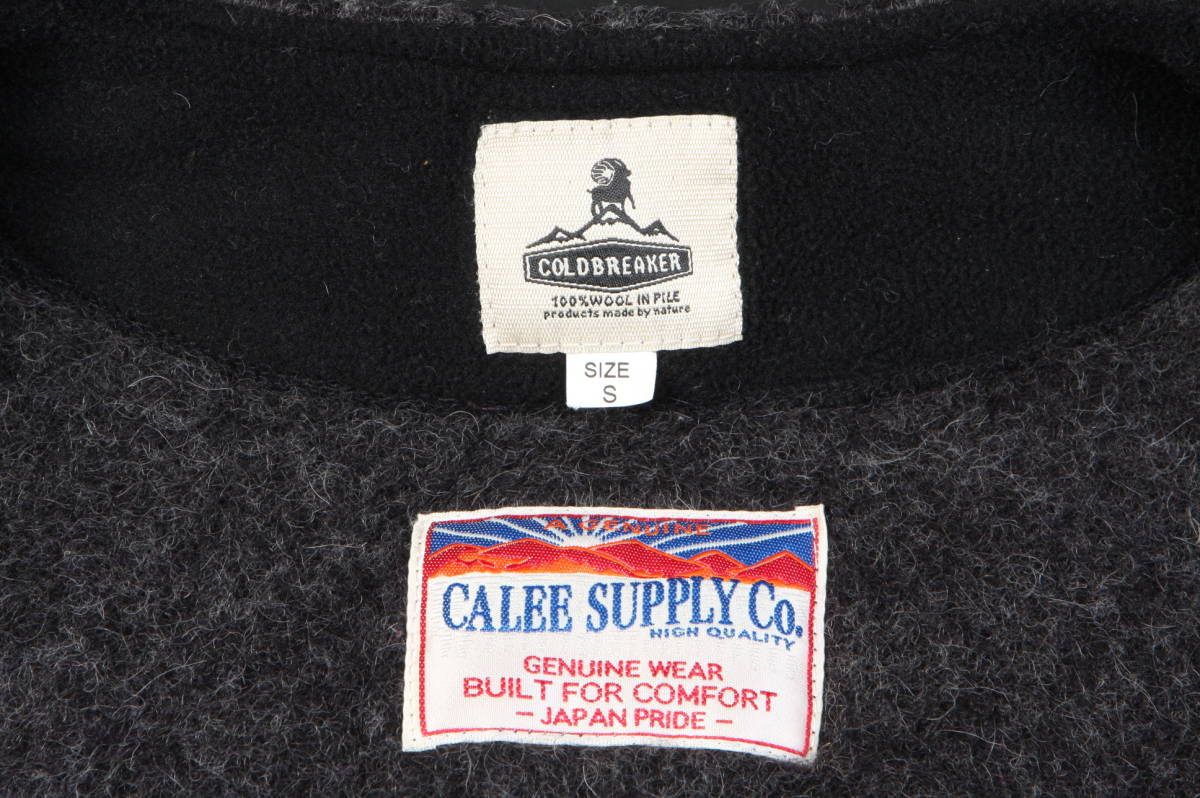 COLDBREAKER
100% WOOL IN PILE
products made by nature
SIZE
S
A GENUINE
CALEE SUPPLY CO.
HIGH QUALITY
GENUINE WEAR
BUILT FOR COMFORT
- JAPAN PRIDE -